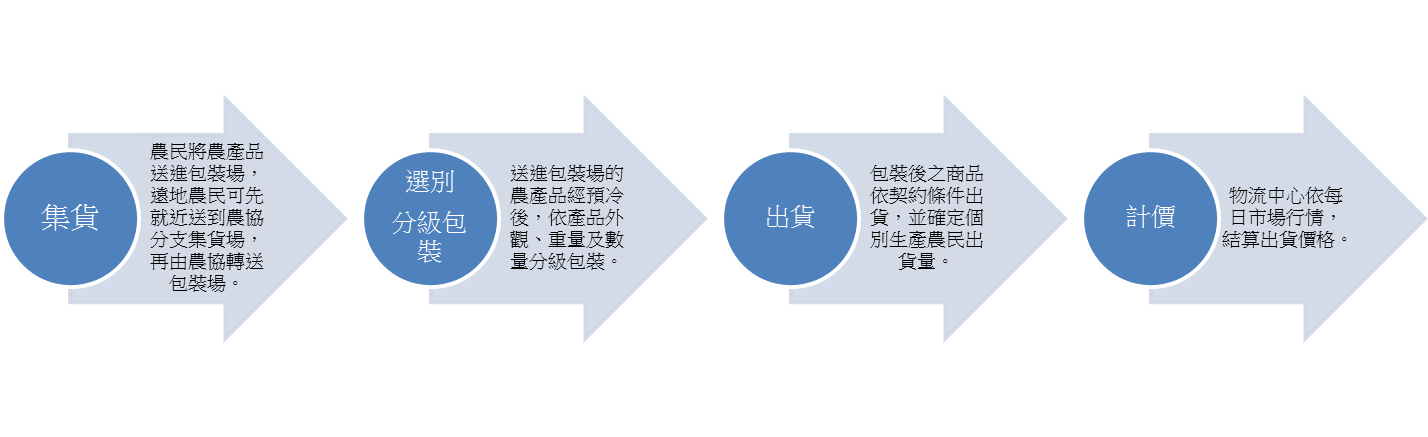 集貨
農民將農產品
送進包裝場，
遠地農民可先
就近送到農協
分支集貨場，
再由農協轉送
包裝場。
選別
分級包
裝
送進包裝場的
農產品經預冷
後，依產品外
觀、重量及數
量分級包裝。
出貨
包裝後之商品
依契約條件出
貨，並確定個
別生產農民出
貨量。
計價
物流中心依每
日市場行情，
結算出貨價格。